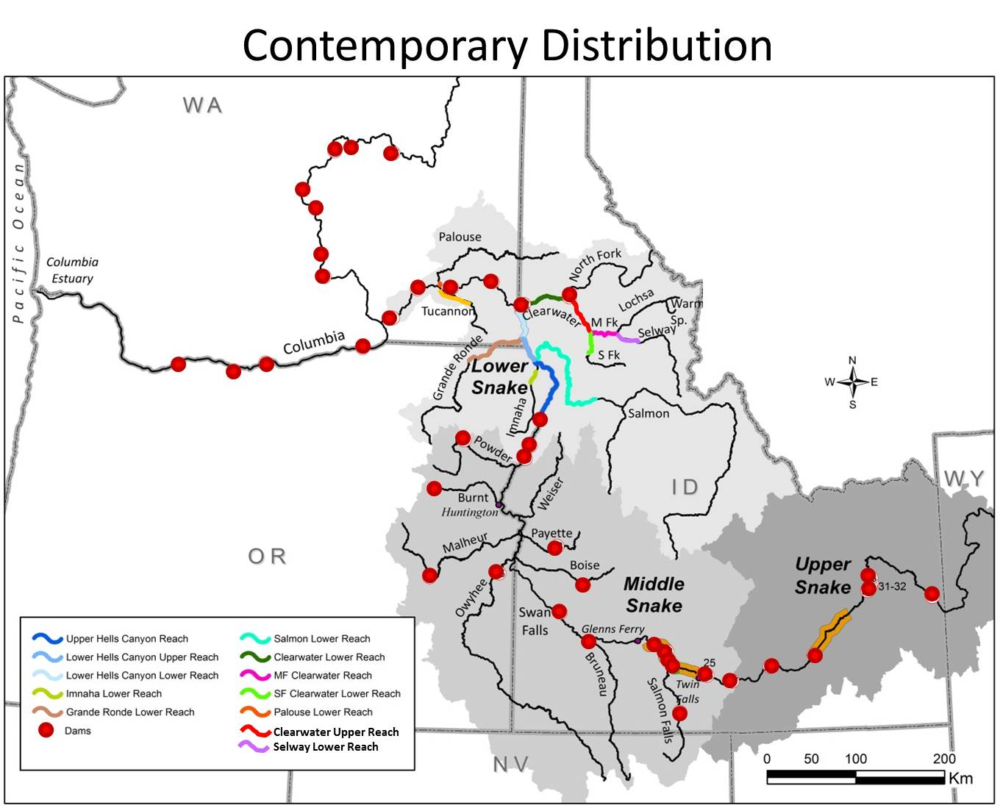 Contemporary Distribution
WA
Pacific Ocean
Columbia
Estuary
Palouse
North Fork
Lochsa
Warm
Sp.
Tucannon
Clearwater
M Fk
Selway
Columbia
S Fk
Grande Ronde
Lower
Snake
N
W E
S
Imnaha
Salmon
Powder
ID
WY
Burnt
Huntington
Weiser
Malheur
Payette
OR
Boise
Upper
Snake
31-32
Middle
Snake
Owyhee
Swan
Falls
Glenns Ferry
Bruneau
25
Twin
Falls
Salmon Falls
NV
Upper Hells Canyon Reach
Lower Hells Canyon Upper Reach
Lower Hells Canyon Lower Reach
Imnaha Lower Reach
Grande Ronde Lower Reach
Dams
Salmon Lower Reach
Clearwater Lower Reach
MF Clearwater Reach
SF Clearwater Lower Reach
Palouse Lower Reach
Clearwater Upper Reach
Selway Lower Reach
0 50 100 200
Km